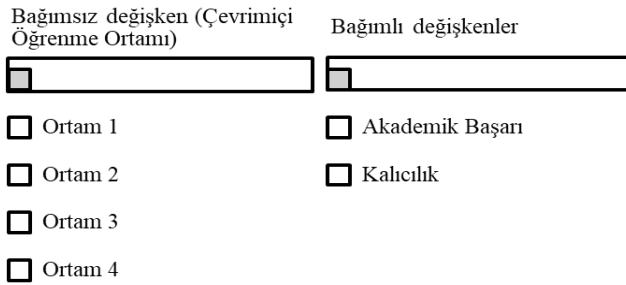 Bağımsız değişken (Çevrimiçi
Öğrenme Ortamı)
Ortam 1
Ortam 2
Ortam 3
Ortam 4
Bağımlı değişkenler
Akademik Başarı
Kalıcılık